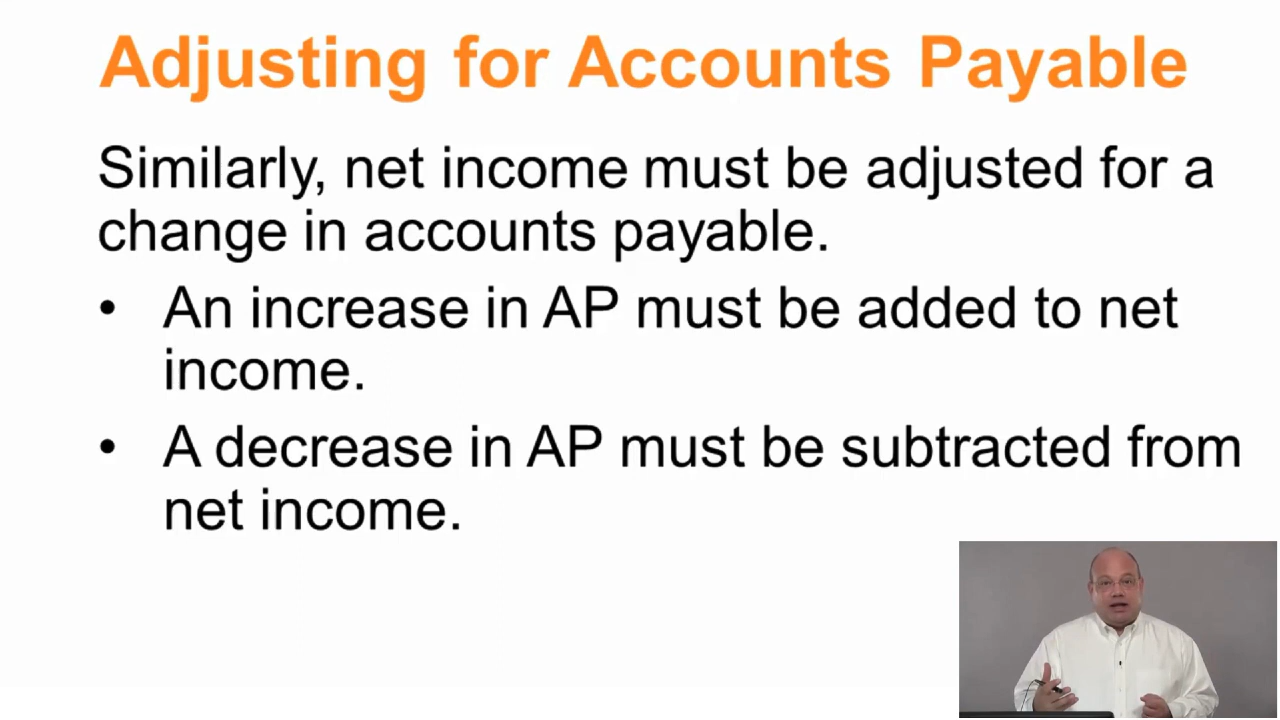 Adjusting for Accounts Payable
Similarly, net income must be adjusted for a
change in accounts payable.
• An increase in AP must be added to net
income.
• A decrease in AP must be subtracted from
net income.